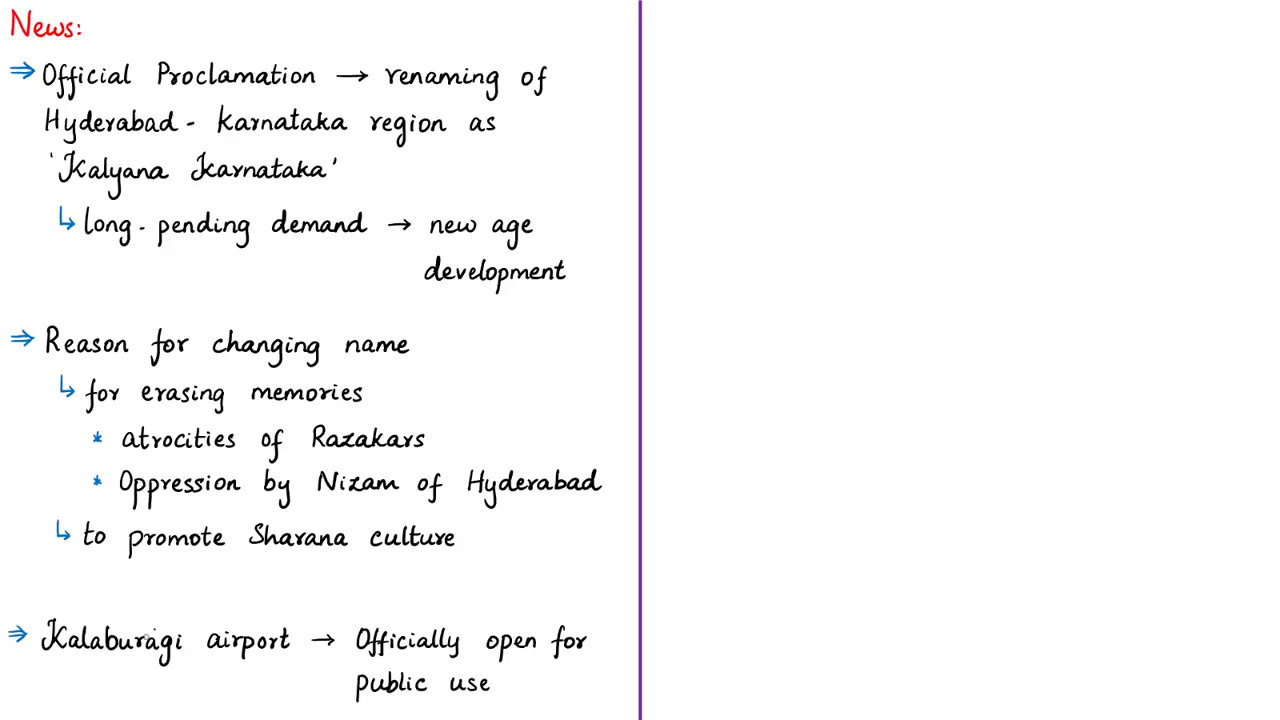 News:
⇒ Official Proclamation → renaming of
Hyderabad - Karnataka region as
'Kalyana Karnataka'
↳ long-pending demand → new age
development
⇒ Reason for changing name
↳ for erasing memories
* atrocities of Razakars
* Oppression by Nizam of Hyderabad
↳ to promote Sharana culture
⇒ Kalaburagi airport → Officially open for
public use